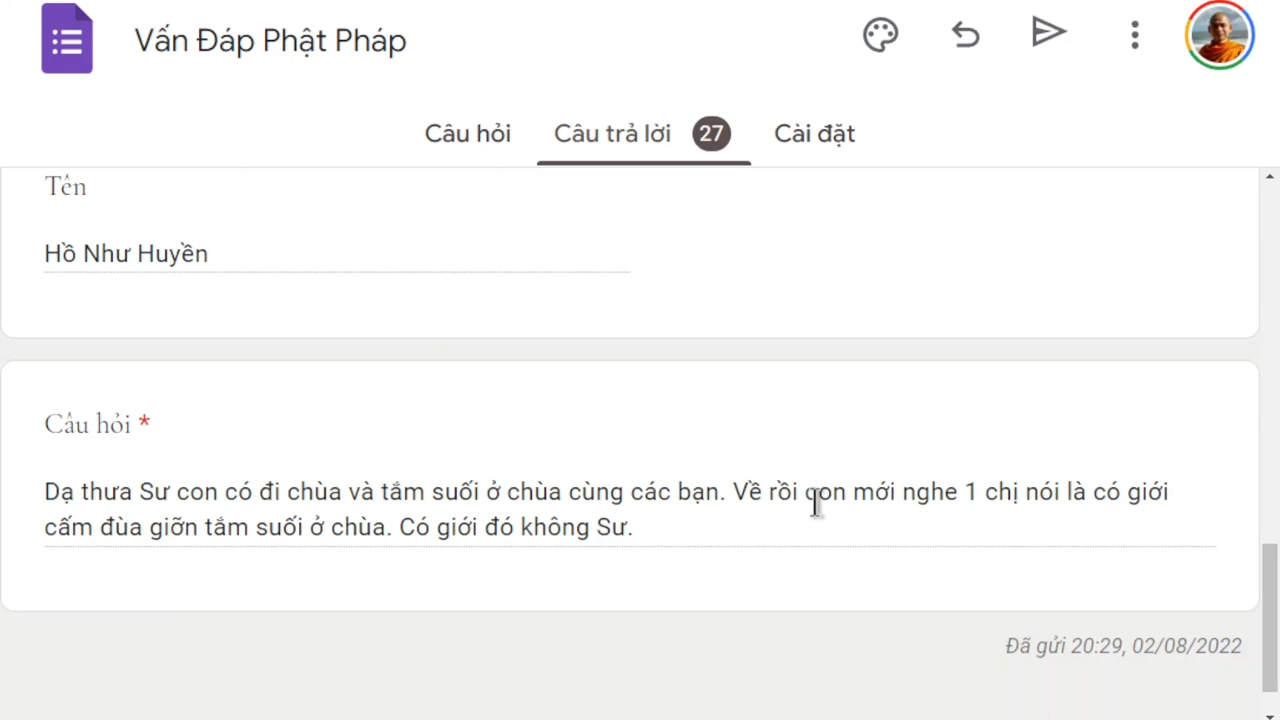 Vấn Đáp Phật Pháp
Câu hỏi
Câu trả lời 27
Cài đặt
Tên
Hồ Như Huyền
Câu hỏi *
Dạ thưa Sư con có đi chùa và tắm suối ở chùa cùng các bạn. Về rồi con mới nghe 1 chị nói là có giới
cấm đùa giỡn tắm suối ở chùa. Có giới đó không Sư.
Đã gửi 20:29, 02/08/2022